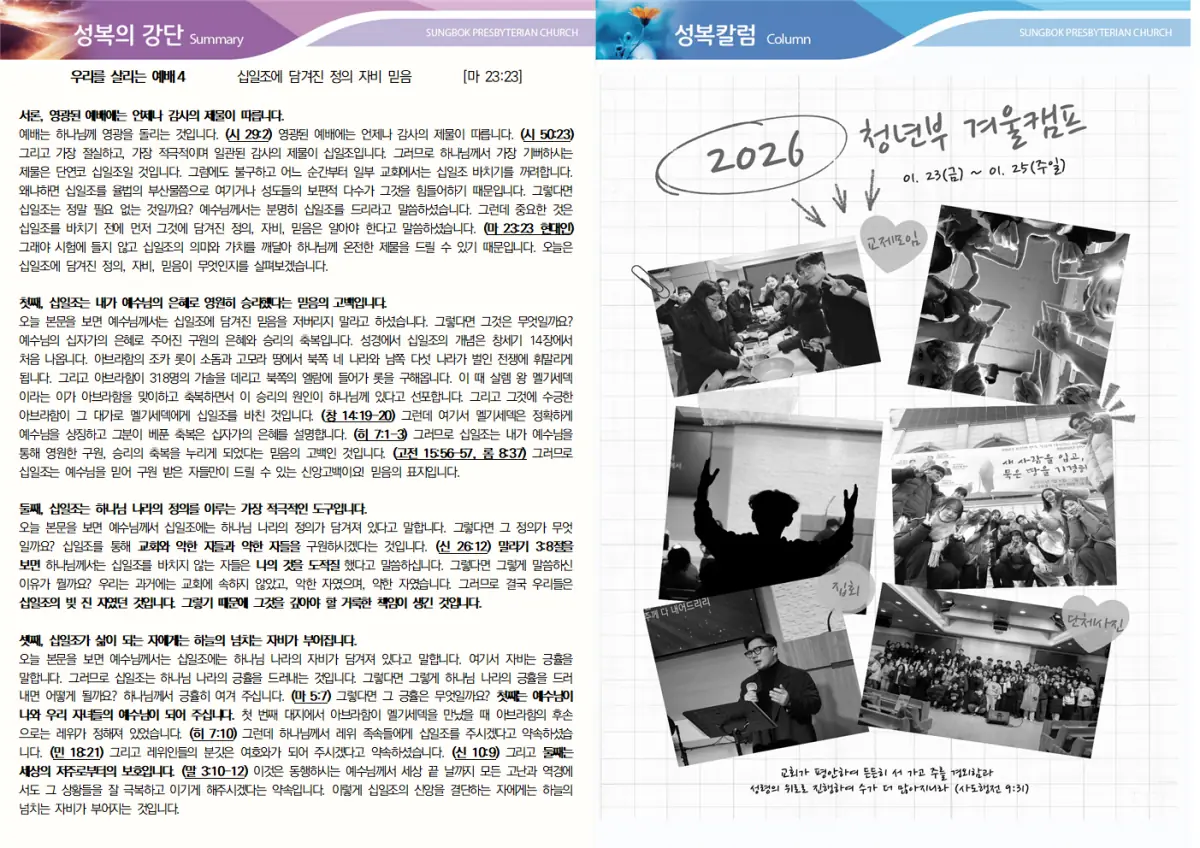 성복의 강단 Summary
SUNGBOK PRESBYTERIAN CHURCH
우리를 살리는 예배 4 십일조에 담겨진 정의 자비 믿음 [마 23:23]
서론, 영광된 예배에는 언제나 감사의 제물이 따릅니다.
예배는 하나님께 영광을 돌리는 것입니다. (시 29:2) 영광된 예배에는 언제나 감사의 제물이 따릅니다. (시 50:23)
그리고 가장 절실하고, 가장 적극적이며 일관된 감사의 제물이 십일조입니다. 그러므로 하나님께서 가장 기뻐하시는
제물은 단연코 십일조일 것입니다. 그럼에도 불구하고 어느 순간부터 일부 교회에서는 십일조 바치기를 꺼려합니다.
왜냐하면 십일조를 율법의 부산물쯤으로 여기거나 성도들의 보편적 다수가 그것을 힘들어하기 때문입니다. 그렇다면
십일조는 정말 필요 없는 것일까요? 예수님께서는 분명히 십일조를 드리라고 말씀하셨습니다. 그런데 중요한 것은
십일조를 바치기 전에 먼저 그것에 담겨진 정의, 자비, 믿음은 알아야 한다고 말씀하셨습니다. (마 23:23 현대인)
그래야 시험에 들지 않고 십일조의 의미와 가치를 깨달아 하나님께 온전한 제물을 드릴 수 있기 때문입니다. 오늘은
십일조에 담겨진 정의, 자비, 믿음이 무엇인지를 살펴보겠습니다.
첫째, 십일조는 내가 예수님의 은혜로 영원히 승리했다는 믿음의 고백입니다.
오늘 본문을 보면 예수님께서는 십일조에 담겨진 믿음을 저버리지 말라고 하셨습니다. 그렇다면 그것은 무엇일까요?
예수님의 십자가의 은혜로 주어진 구원의 은혜와 승리의 축복입니다. 성경에서 십일조의 개념은 창세기 14장에서
처음 나옵니다. 아브라함의 조카 롯이 소돔과 고모라 땅에서 북쪽 네 나라와 남쪽 다섯 나라가 벌인 전쟁에 휘말리게
됩니다. 그리고 아브라함이 318명의 가솔을 데리고 북쪽의 엘람에 들어가 롯을 구해옵니다. 이 때 살렘 왕 멜기세덱
이라는 이가 아브라함을 맞이하고 축복하면서 이 승리의 원인이 하나님께 있다고 선포합니다. 그리고 그것에 수긍한
아브라함이 그 대가로 멜기세덱에게 십일조를 바친 것입니다. (창 14:19-20) 그런데 여기서 멜기세덱은 정확하게
예수님을 상징하고 그분이 베푼 축복은 십자가의 은혜를 설명합니다. (히 7:1-3) 그러므로 십일조는 내가 예수님을
통해 영원한 구원, 승리의 축복을 누리게 되었다는 믿음의 고백인 것입니다. (고전 15:56-57, 롬 8:37) 그러므로
십일조는 예수님을 믿어 구원 받은 자들만이 드릴 수 있는 신앙고백이요! 믿음의 표지입니다.
둘째, 십일조는 하나님 나라의 정의를 이루는 가장 적극적인 도구입니다.
오늘 본문을 보면 예수님께서 십일조에는 하나님 나라의 정의가 담겨져 있다고 말합니다. 그렇다면 그 정의가 무엇
일까요? 십일조를 통해 교회와 약한 자들과 악한 자들을 구원하시겠다는 것입니다. (신 26:12) 말라기 3:8절을
보면 하나님께서는 십일조를 바치지 않는 자들은 나의 것을 도적질 했다고 말씀하십니다. 그렇다면 그렇게 말씀하신
이유가 뭘까요? 우리는 과거에는 교회에 속하지 않았고, 악한 자였으며, 약한 자였습니다. 그러므로 결국 우리들은
십일조의 빚 진 자였던 것입니다. 그렇기 때문에 그것을 갚아야 할 거룩한 책임이 생긴 것입니다.
셋째, 십일조가 삶이 되는 자에게는 하늘의 넘치는 자비가 부어집니다.
오늘 본문을 보면 예수님께서는 십일조에는 하나님 나라의 자비가 담겨져 있다고 말합니다. 여기서 자비는 긍휼을
말합니다. 그러므로 십일조는 하나님 나라의 긍휼을 드러내는 것입니다. 그렇다면 그렇게 하나님 나라의 긍휼을 드러
내면 어떻게 될까요? 하나님께서 긍휼히 여겨 주십니다. (마 5:7) 그렇다면 그 긍휼은 무엇일까요? 첫째는 예수님이
나와 우리 자녀들의 예수님이 되어 주십니다. 첫 번째 대지에서 아브라함이 멜기세덱을 만났을 때 아브라함의 후손
으로는 레위가 정해져 있었습니다. (히 7:10) 그런데 하나님께서 레위 족속들에게 십일조를 주시겠다고 약속하셨습
니다. (민 18:21) 그리고 레위인들의 분깃은 여호와가 되어 주시겠다고 약속하셨습니다. (신 10:9) 그리고 둘째는
세상의 저주로부터의 보호입니다. (말 3:10-12) 이것은 동행하시는 예수님께서 세상 끝 날까지 모든 고난과 역경에
서도 그 상황들을 잘 극복하고 이기게 해주시겠다는 약속입니다. 이렇게 십일조의 신앙을 결단하는 자에게는 하늘의
넘치는 자비가 부어지는 것입니다.
성복칼럼 Column
SUNGBOK PRESBYTERIAN CHURCH
2026 청년부 겨울캠프
01. 23(금) ~ 01. 25(주일)
교제모임
새 사람을 입고,
묵은 땅을 기경하
집회
께 다 내어드리리
단체사진
교회가 평안하여 든든히 서 가고 주를 경외함과
성령의 위로로 진행하여 수가 더 많아지니라 (사도행전 9:31)